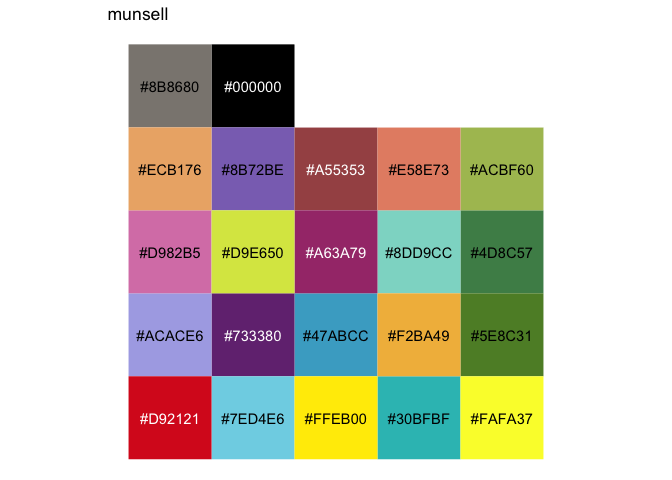 munsell
#8B8680 #000000
#ECB176 #8B72BE #A55353 #E58E73 #ACBF60
#D982B5 #D9E650 #A63A79 #8DD9CC #4D8C57
#ACACE6 #733380 #47ABCC #F2BA49 #5E8C31
#D92121 #7ED4E6 #FFEB00 #30BFBF #FAFA37